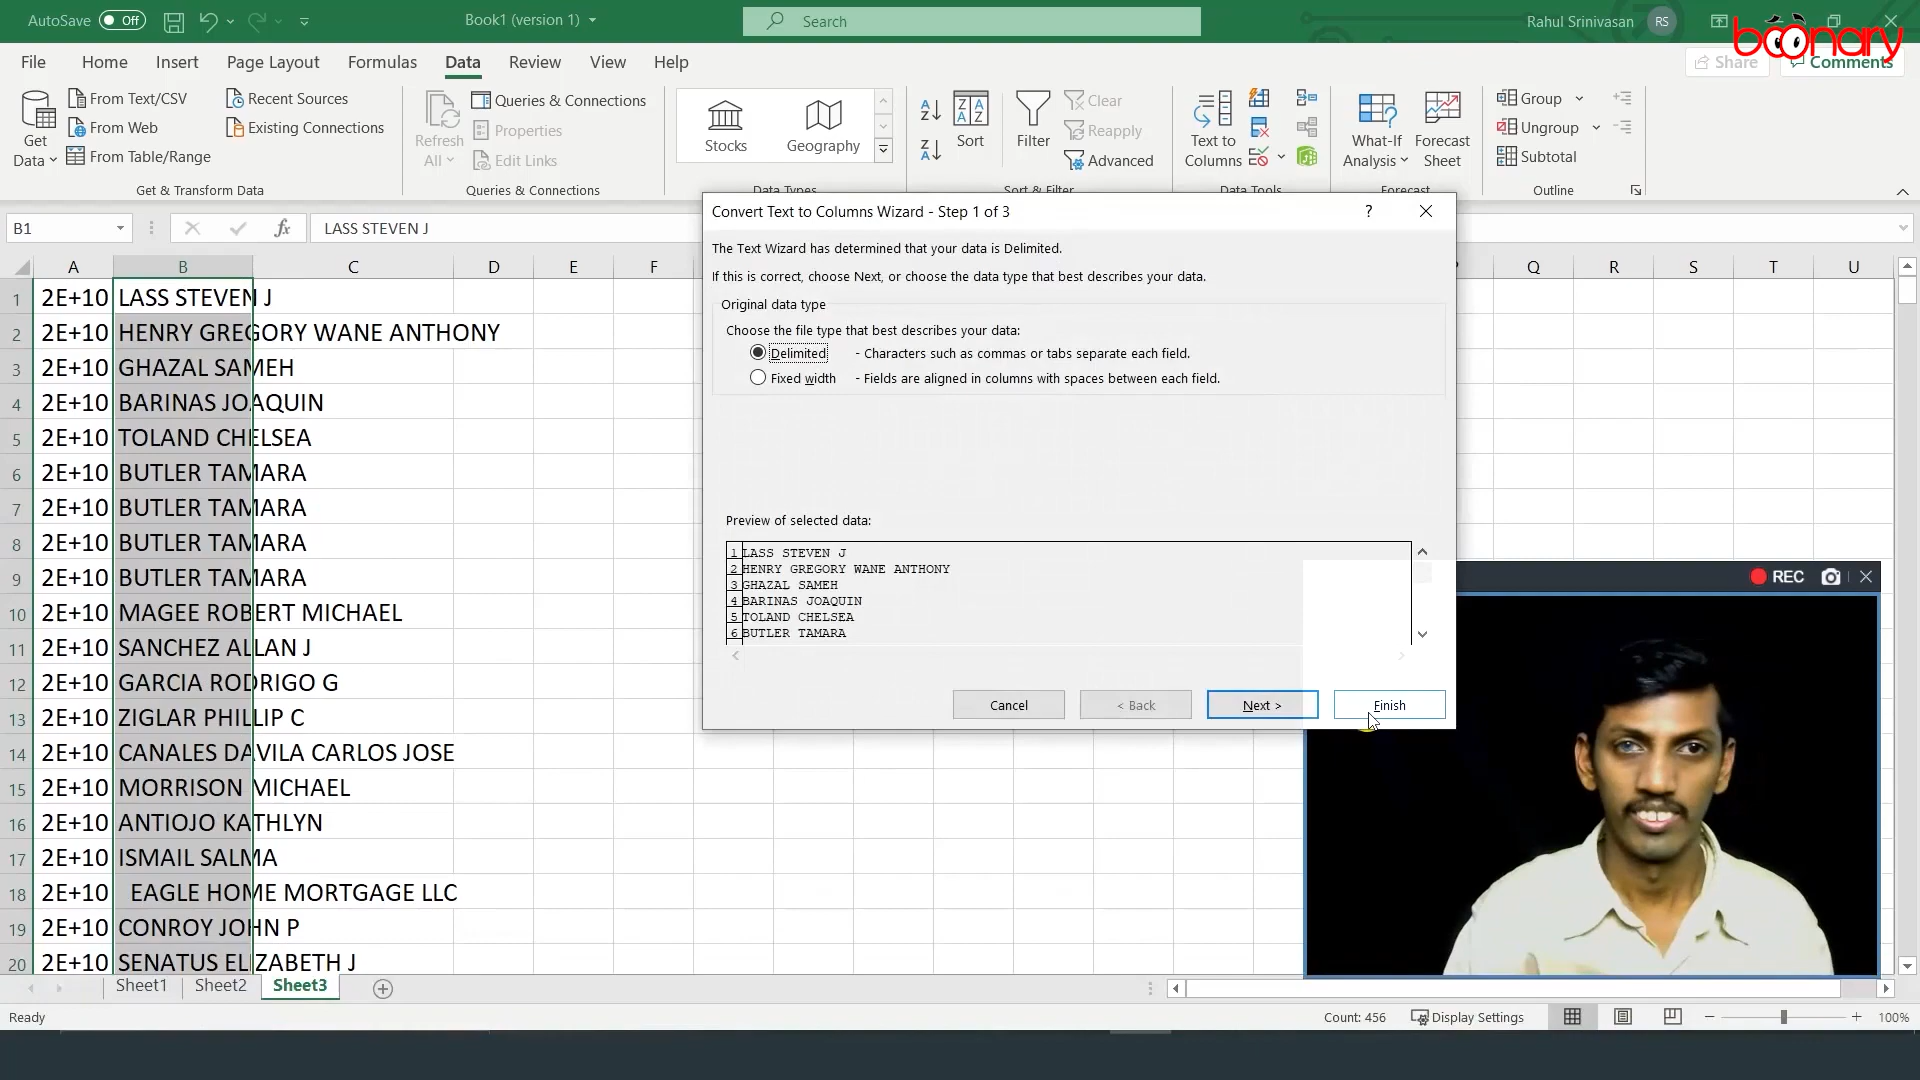 AutoSave Off
Book1 (version 1)
Search
Rahul Srinivasan RS
boonary
File Home Insert Page Layout Formulas Data Review View Help
Share Comments
Get Data
From Text/CSV
From Web
From Table/Range
Recent Sources
Existing Connections
Get & Transform Data
Refresh All
Queries & Connections
Properties
Edit Links
Queries & Connections
Stocks
Geography
Data Types
Sort
Filter
Clear
Reapply
Advanced
Sort & Filter
Text to Columns
Data Tools
What-If Analysis
Forecast Sheet
Forecast
Group
Ungroup
Subtotal
Outline
B1
fx
LASS STEVEN J
A B C D E F Q R S T U
1 2E+10 LASS STEVEN J
2 2E+10 HENRY GREGORY WANE ANTHONY
3 2E+10 GHAZAL SAMEH
4 2E+10 BARINAS JOAQUIN
5 2E+10 TOLAND CHELSEA
6 2E+10 BUTLER TAMARA
7 2E+10 BUTLER TAMARA
8 2E+10 BUTLER TAMARA
9 2E+10 BUTLER TAMARA
10 2E+10 MAGEE ROBERT MICHAEL
11 2E+10 SANCHEZ ALLAN J
12 2E+10 GARCIA RODRIGO G
13 2E+10 ZIGLAR PHILLIP C
14 2E+10 CANALES DAVILA CARLOS JOSE
15 2E+10 MORRISON MICHAEL
16 2E+10 ANTIOJO KATHLYN
17 2E+10 ISMAIL SALMA
18 2E+10 EAGLE HOME MORTGAGE LLC
19 2E+10 CONROY JOHN P
20 2E+10 SENATUS ELIZABETH J
Convert Text to Columns Wizard - Step 1 of 3 ?
The Text Wizard has determined that your data is Delimited.
If this is correct, choose Next, or choose the data type that best describes your data.
Original data type
Choose the file type that best describes your data:
Delimited - Characters such as commas or tabs separate each field.
Fixed width - Fields are aligned in columns with spaces between each field.
Preview of selected data:
1 LASS STEVEN J
2 HENRY GREGORY WANE ANTHONY
3 GHAZAL SAMEH
4 BARINAS JOAQUIN
5 TOLAND CHELSEA
6 BUTLER TAMARA
Cancel < Back Next > Finish
REC
Sheet1 Sheet2 Sheet3
Ready
Count: 456
Display Settings
100%